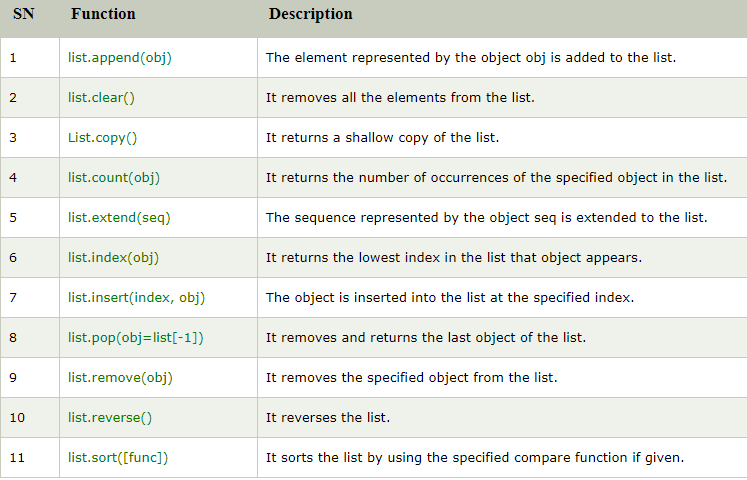 SN Function Description
1 list.append(obj) The element represented by the object obj is added to the list.
2 list.clear() It removes all the elements from the list.
3 List.copy() It returns a shallow copy of the list.
4 list.count(obj) It returns the number of occurrences of the specified object in the list.
5 list.extend(seq) The sequence represented by the object seq is extended to the list.
6 list.index(obj) It returns the lowest index in the list that object appears.
7 list.insert(index, obj) The object is inserted into the list at the specified index.
8 list.pop(obj=list[-1]) It removes and returns the last object of the list.
9 list.remove(obj) It removes the specified object from the list.
10 list.reverse() It reverses the list.
11 list.sort([func]) It sorts the list by using the specified compare function if given.